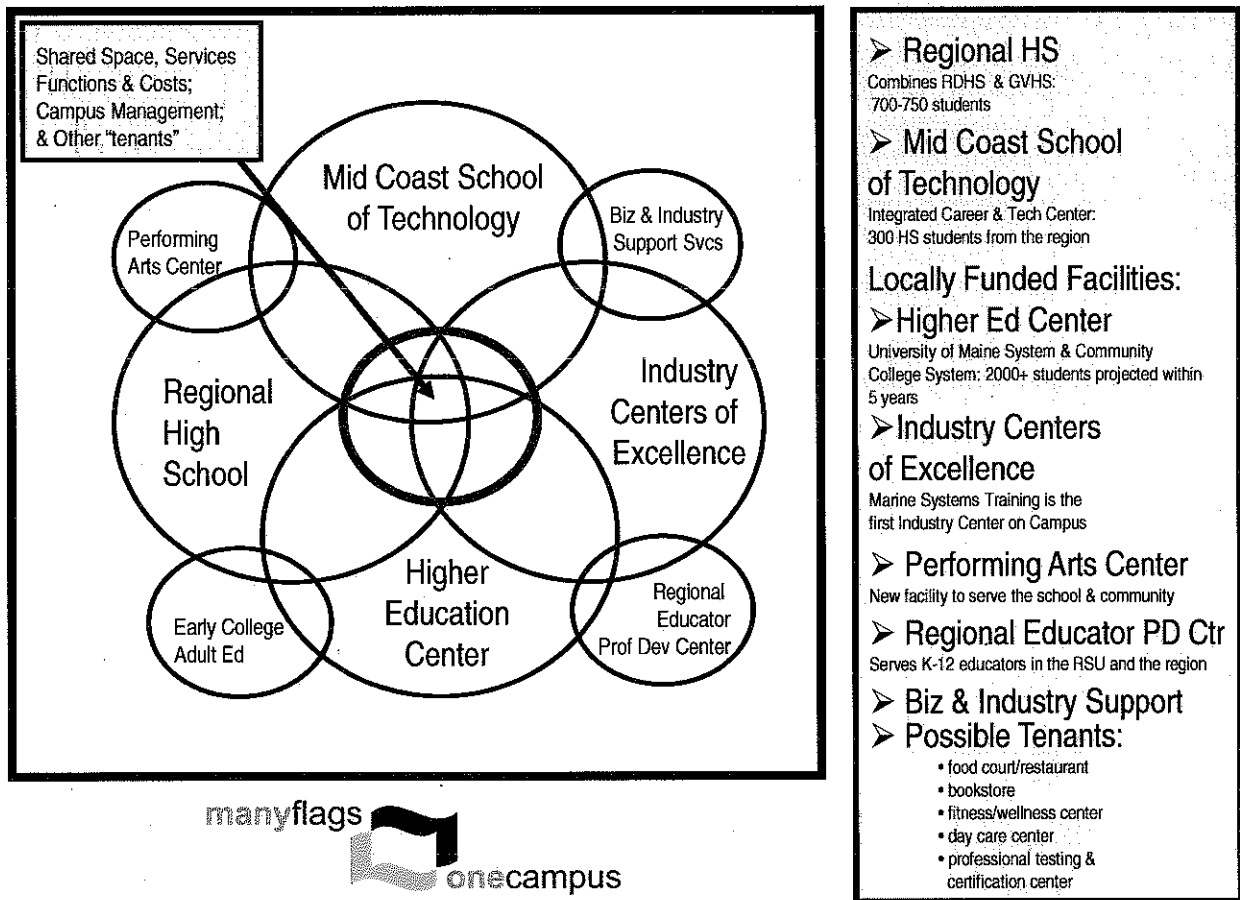 Shared Space, Services
Functions & Costs;
Campus Management;
& Other "tenants"
Mid Coast School
of Technology
Performing
Arts Center
Biz & Industry
Support Svcs
Regional
High
School
Industry
Centers of
Excellence
Early College
Adult Ed
Higher
Education
Center
Regional
Educator
Prof Dev Center
manyflags
onecampus
➢ Regional HS
Combines RDHS & GVHS:
700-750 students
➢ Mid Coast School
of Technology
Integrated Career & Tech Center:
300 HS students from the region
Locally Funded Facilities:
➢Higher Ed Center
University of Maine System & Community
College System: 2000+ students projected within
5 years
➢Industry Centers
of Excellence
Marine Systems Training is the
first Industry Center on Campus
➢ Performing Arts Center
New facility to serve the school & community
➢ Regional Educator PD Ctr
Serves K-12 educators in the RSU and the region
➢ Biz & Industry Support
➢ Possible Tenants:
• food court/restaurant
• bookstore
• fitness/wellness center
• day care center
• professional testing &
certification center